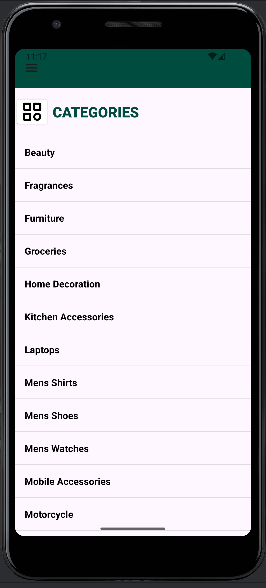 11:17
CATEGORIES
Beauty
Fragrances
Furniture
Groceries
Home Decoration
Kitchen Accessories
Laptops
Mens Shirts
Mens Shoes
Mens Watches
Mobile Accessories
Motorcycle